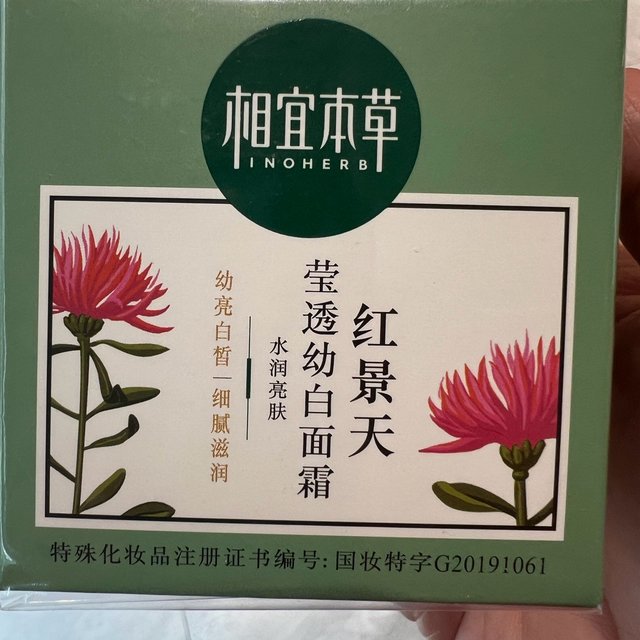 相宜本草
INOHERB
红景天
莹透幼白面霜
水润亮肤
幼亮白皙|细腻滋润
特殊化妆品注册证书编号:国妆特字G20191061